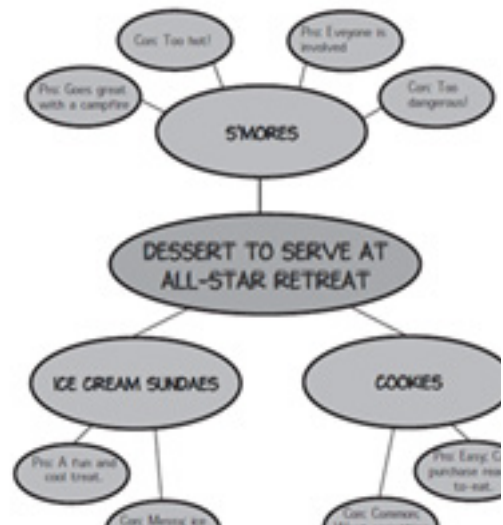 Con: Too hot!
Pro: Everyone is
involved
Pro: Goes great
with a campfire
Con: Too
dangerous!
S'MORES
DESSERT TO SERVE AT
ALL-STAR RETREAT
ICE CREAM SUNDAES
COOKIES
Pro: A fun and
cool treat.
Pro: Easy;
purchase
to-eat.
Con: Messy; ice
Con: Common;